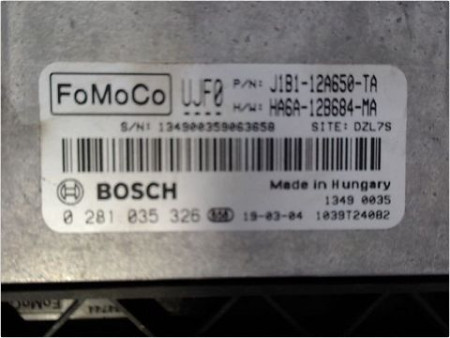 FoMoCo UJF0 P/N: J1B1-12A650-TA
H/W: HA6A-12B684-MA
S/N: 134900359063658 SITE: DZL7S
BOSCH Made in Hungary
1349 0035
0 281 035 326 19-03-04 1039T24082
FoMoCo